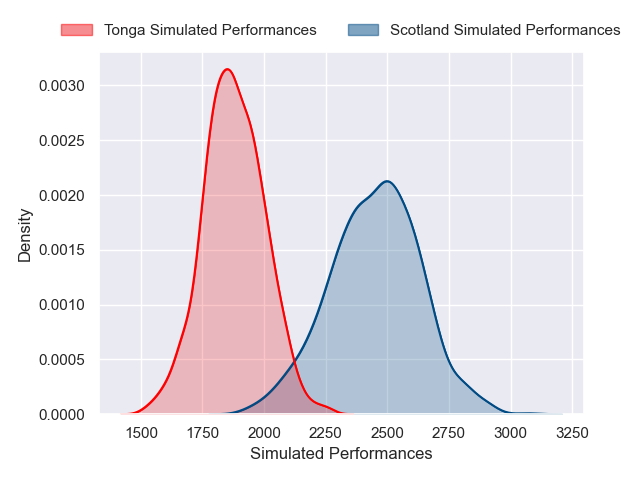 Tonga Simulated Performances
Scotland Simulated Performances
0.0030
0.0025
0.0020
0.0015
0.0010
0.0005
0.0000
Density
1500 1750 2000 2250 2500 2750 3000 3250
Simulated Performances